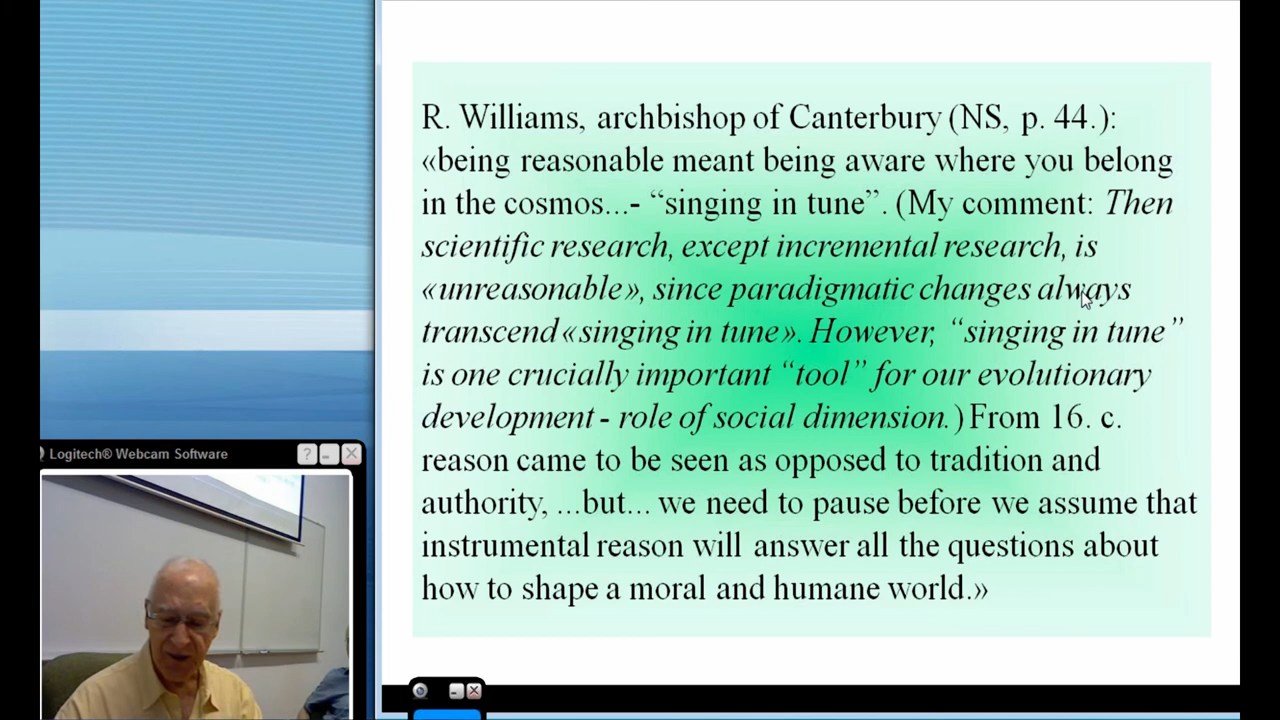 R. Williams, archbishop of Canterbury (NS, p. 44.):
«being reasonable meant being aware where you belong
in the cosmos...- “singing in tune”. (My comment: Then
scientific research, except incremental research, is
«unreasonable», since paradigmatic changes always
transcend «singing in tune». However, “singing in tune”
is one crucially important “tool” for our evolutionary
development - role of social dimension.) From 16. c.
reason came to be seen as opposed to tradition and
authority, ...but... we need to pause before we assume that
instrumental reason will answer all the questions about
how to shape a moral and humane world.»
Logitech® Webcam Software